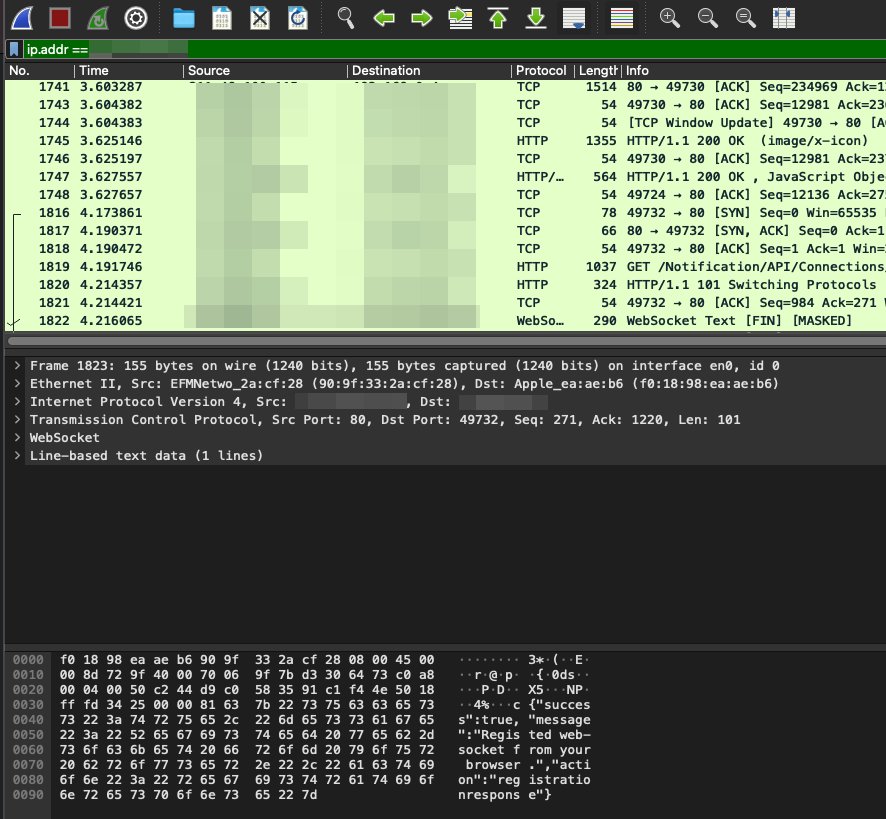 ip.addr ==
No. Time Source Destination Protocol Length Info
1741 3.603287 TCP 1514 80 → 49730 [ACK] Seq=234969 Ack=1
1743 3.604382 TCP 54 49730 → 80 [ACK] Seq=12981 Ack=23
1744 3.604383 TCP 54 [TCP Window Update] 49730 → 80 [A
1745 3.625146 HTTP 1355 HTTP/1.1 200 OK (image/x-icon)
1746 3.625197 TCP 54 49730 → 80 [ACK] Seq=12981 Ack=23
1747 3.627557 HTTP/… 564 HTTP/1.1 200 OK , JavaScript Obje
1748 3.627657 TCP 54 49724 → 80 [ACK] Seq=12136 Ack=27
1816 4.173861 TCP 78 49732 → 80 [SYN] Seq=0 Win=65535
1817 4.190371 TCP 66 80 → 49732 [SYN, ACK] Seq=0 Ack=1
1818 4.190472 TCP 54 49732 → 80 [ACK] Seq=1 Ack=1 Win=
1819 4.191746 HTTP 1037 GET /Notification/API/Connections/
1820 4.214357 HTTP 324 HTTP/1.1 101 Switching Protocols
1821 4.214421 TCP 54 49732 → 80 [ACK] Seq=984 Ack=271 W
1822 4.216065 WebSo… 290 WebSocket Text [FIN] [MASKED]
Frame 1823: 155 bytes on wire (1240 bits), 155 bytes captured (1240 bits) on interface en0, id 0
Ethernet II, Src: EFMNetwo_2a:cf:28 (90:9f:33:2a:cf:28), Dst: Apple_ea:ae:b6 (f0:18:98:ea:ae:b6)
Internet Protocol Version 4, Src: , Dst:
Transmission Control Protocol, Src Port: 80, Dst Port: 49732, Seq: 271, Ack: 1220, Len: 101
WebSocket
Line-based text data (1 lines)
0000 f0 18 98 ea ae b6 90 9f 33 2a cf 28 08 00 45 00 ········ 3*·(··E·
0010 00 8d 72 9f 40 00 70 06 9f 7b d3 30 64 73 c0 a8 ··r·@·p· ·{·0ds··
0020 00 04 00 50 c2 44 d9 c0 58 35 91 c1 f4 4e 50 18 ···P·D·· X5···NP·
0030 ff fd 34 25 00 00 81 63 7b 22 73 75 63 63 65 73 ··4%···c {"succes
0040 73 22 3a 74 72 75 65 2c 22 6d 65 73 73 61 67 65 s":true, "message
0050 22 3a 22 52 65 67 69 73 74 65 64 20 77 65 62 2d ":"Regis ted web-
0060 73 6f 63 6b 65 74 20 66 72 6f 6d 20 79 6f 75 72 socket f rom your
0070 20 62 72 6f 77 73 65 72 2e 22 2c 22 61 63 74 69 browser .","acti
0080 6f 6e 22 3a 22 72 65 67 69 73 74 72 61 74 69 6f on":"reg istratio
0090 6e 72 65 73 70 6f 6e 73 65 22 7d nrespons e"}